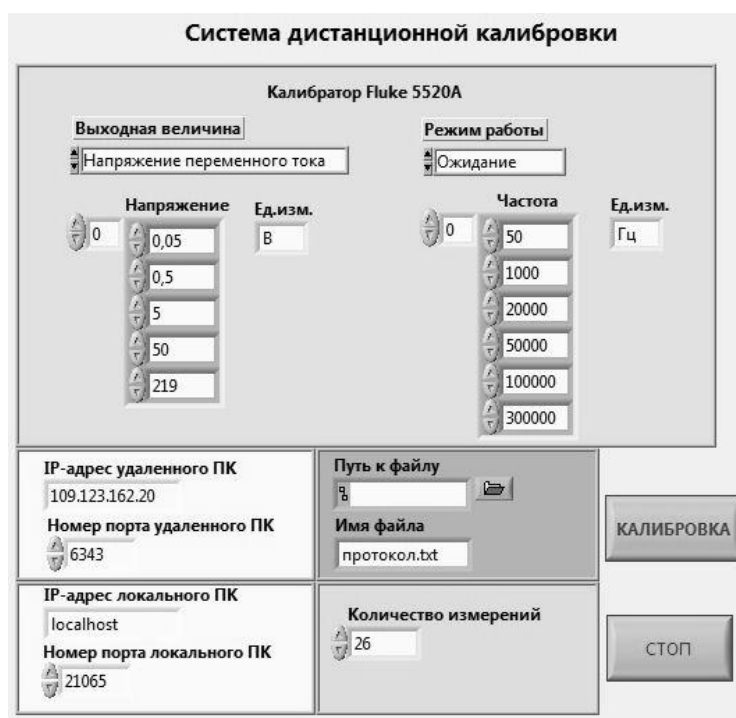 Система дистанционной калибровки
Калибратор Fluke 5520A
Выходная величина
Напряжение переменного тока
Режим работы
Ожидание
Напряжение
Ед.изм.
0
0,05
В
0,5
5
50
219
Частота
Ед.изм.
0
50
Гц
1000
20000
50000
100000
300000
IP-адрес удаленного ПК
109.123.162.20
Номер порта удаленного ПК
6343
Путь к файлу
Имя файла
протокол.txt
КАЛИБРОВКА
IP-адрес локального ПК
localhost
Номер порта локального ПК
21065
Количество измерений
26
СТОП